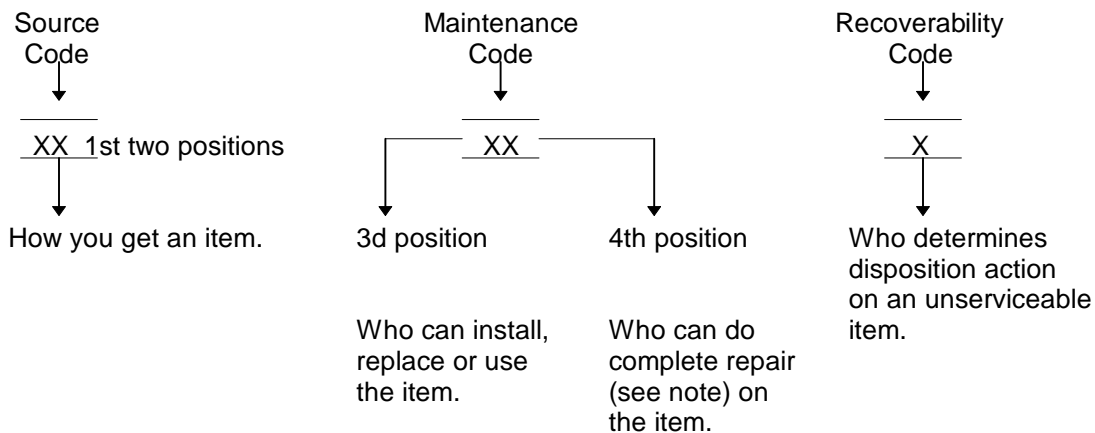 Source
Code
XX 1st two positions
How you get an item.
Maintenance
Code
XX
3d position
Who can install,
replace or use
the item.
4th position
Who can do
complete repair
(see note) on
the item.
Recoverability
Code
X
Who determines
disposition action
on an unserviceable
item.